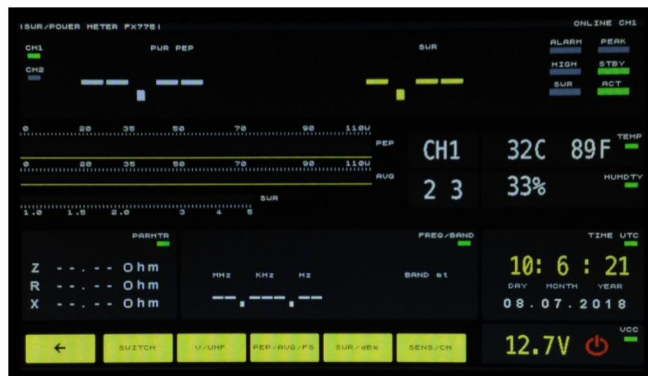 [SWR/POWER METER FX775]
ONLINE CH1
CH1 PWR PEP SWR ALARM PEAK
CH2 HIGH STBY
SWR ACT
-- . -- - . --
0 20 35 50 70 90 110W
PEP
0 20 35 50 70 90 110W
AVG
SWR
1.0 1.5 2.0 3 4 5
CH1 32C 89F TEMP
2 3 33% HUMDTY
PARMTR
Z --.-- Ohm
R --.-- Ohm
X --.-- Ohm
FREQ/BAND
MHz KHz Hz BAND mt
--.---.--
TIME UTC
10: 6 : 21
DAY MONTH YEAR
08.07.2018
← SWITCH V/UHF PEP/AVG/FS SWR/dBm SENS/CH
12.7V VCC